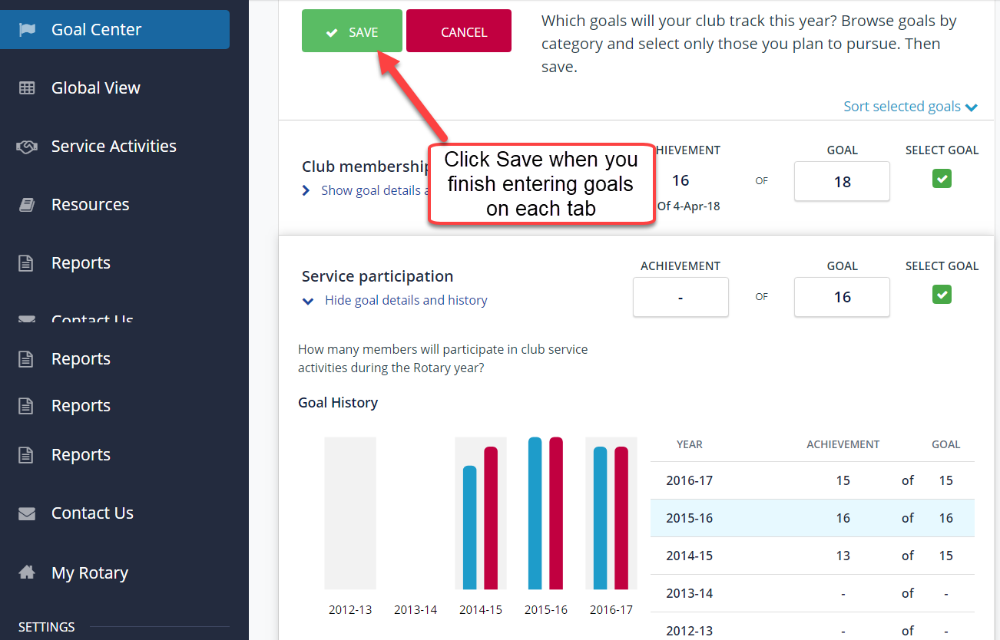 Goal Center
Global View
Service Activities
Resources
Reports
Contact Us
Reports
Reports
Reports
Contact Us
My Rotary
SETTINGS
SAVE
CANCEL
Which goals will your club track this year? Browse goals by
category and select only those you plan to pursue. Then
save.
Sort selected goals
Click Save when you
finish entering goals
on each tab
Club membership
Show goal details a
HIEVEMENT
GOAL
SELECT GOAL
16
OF
18
Of 4-Apr-18
Service participation
Hide goal details and history
ACHIEVEMENT
GOAL
SELECT GOAL
-
OF
16
How many members will participate in club service
activities during the Rotary year?
Goal History
2012-13 2013-14 2014-15 2015-16 2016-17
YEAR ACHIEVEMENT GOAL
2016-17 15 of 15
2015-16 16 of 16
2014-15 13 of 15
2013-14 - of -
2012-13 - of -